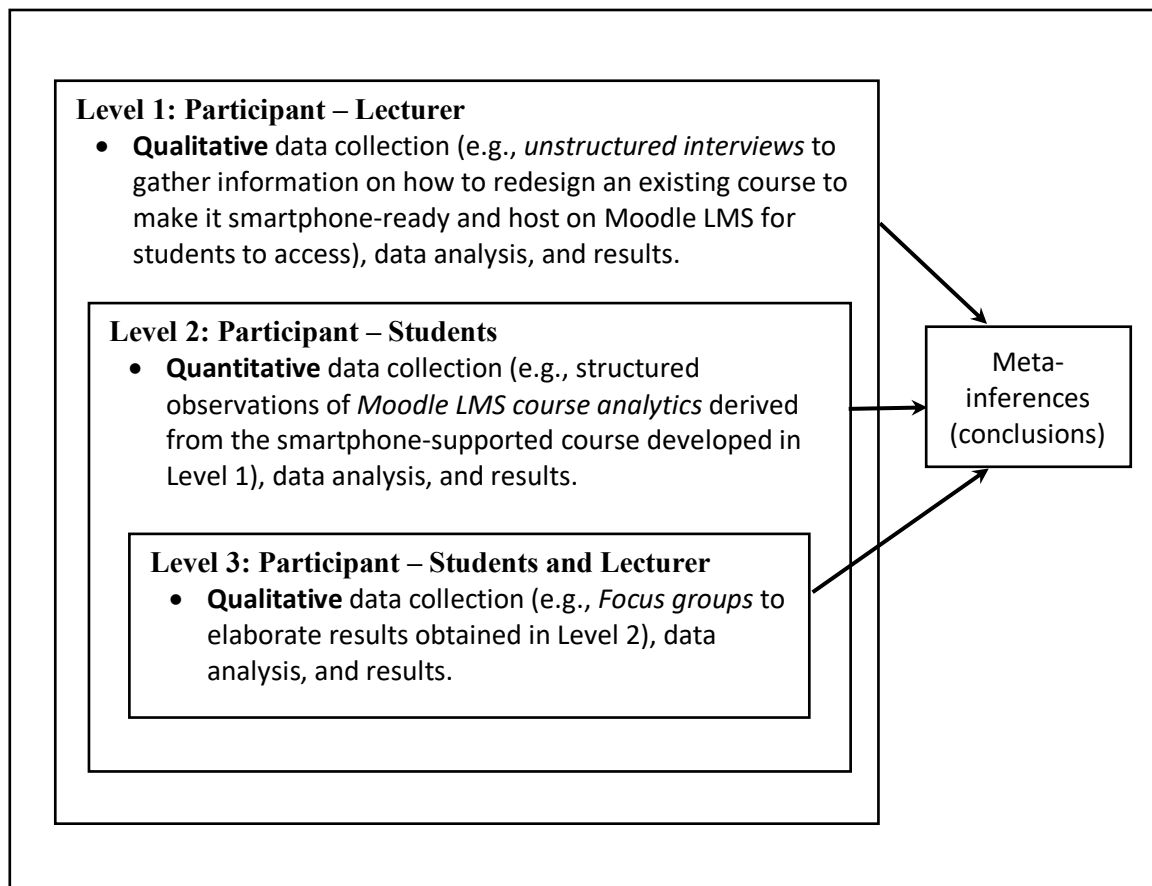 Level 1: Participant – Lecturer
• Qualitative data collection (e.g., unstructured interviews to
gather information on how to redesign an existing course to
make it smartphone-ready and host on Moodle LMS for
students to access), data analysis, and results.
Level 2: Participant – Students
• Quantitative data collection (e.g., structured
observations of Moodle LMS course analytics derived
from the smartphone-supported course developed in
Level 1), data analysis, and results.
Level 3: Participant – Students and Lecturer
• Qualitative data collection (e.g., Focus groups to
elaborate results obtained in Level 2), data
analysis, and results.
Meta-
inferences
(conclusions)